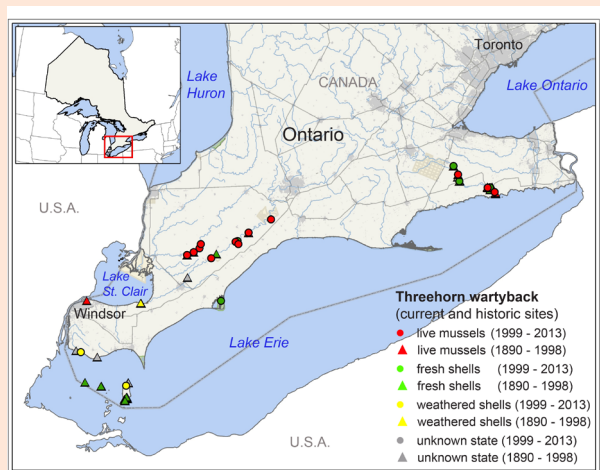 Toronto
Lake
Huron
CANADA
Lake Ontario
Ontario
U.S.A.
Lake
St. Clair
Windsor
Lake Erie
Threehorn wartyback
(current and historic sites)
live mussels (1999 - 2013)
live mussels (1890 - 1998)
fresh shells (1999 - 2013)
fresh shells (1890 - 1998)
weathered shells (1999 - 2013)
weathered shells (1890 - 1998)
unknown state (1999 - 2013)
unknown state (1890 - 1998)
U.S.A.